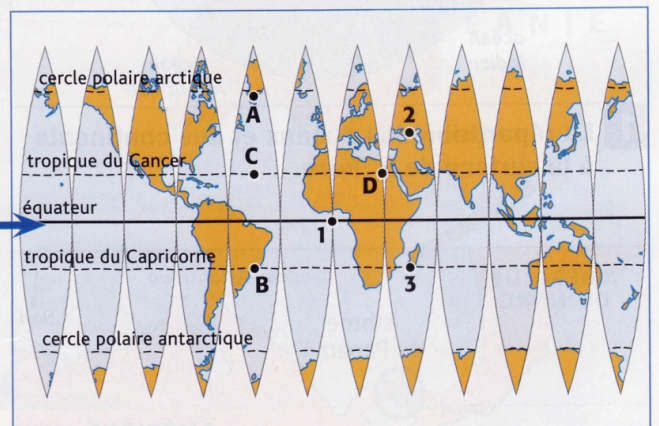 cercle polaire arctique
A
2
tropique du Cancer
C
D
équateur
1
tropique du Capricorne
B
3
cercle polaire antarctique